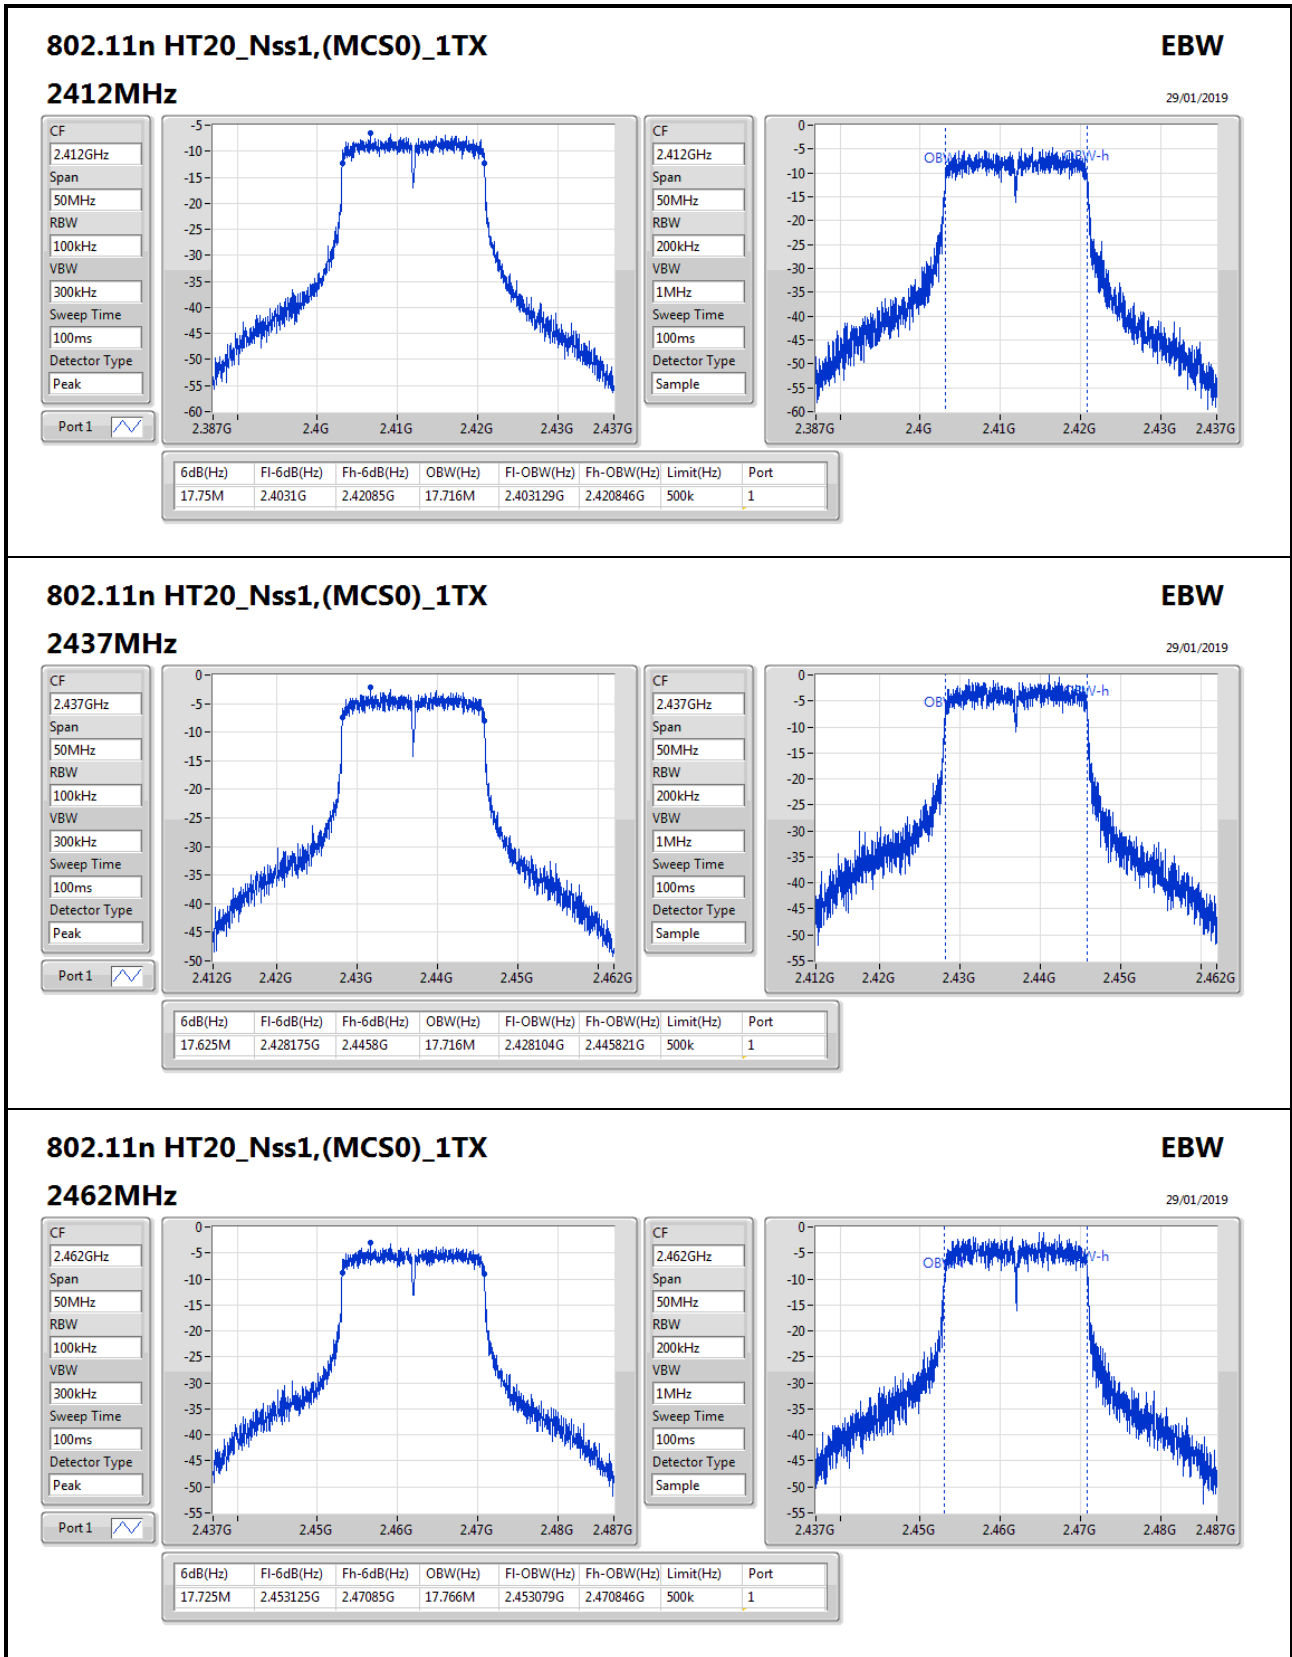 802.11n HT20_Nss1,(MCS0)_1TX EBW
2412MHz 29/01/2019
CF
2.412GHz
Span
50MHz
RBW
100kHz
VBW
300kHz
Sweep Time
100ms
Detector Type
Peak
Port 1
-5
-10
-15
-20
-25
-30
-35
-40
-45
-50
-55
-60
2.387G 2.4G 2.41G 2.42G 2.43G 2.437G
CF
2.412GHz
Span
50MHz
RBW
200kHz
VBW
1MHz
Sweep Time
100ms
Detector Type
Sample
0
-5
-10
-15
-20
-25
-30
-35
-40
-45
-50
-55
-60
OBW-h
2.387G 2.4G 2.41G 2.42G 2.43G 2.437G
6dB(Hz) Fl-6dB(Hz) Fh-6dB(Hz) OBW(Hz) Fl-OBW(Hz) Fh-OBW(Hz) Limit(Hz) Port
17.75M 2.4031G 2.42085G 17.716M 2.403129G 2.420846G 500k 1
802.11n HT20_Nss1,(MCS0)_1TX EBW
2437MHz 29/01/2019
CF
2.437GHz
Span
50MHz
RBW
100kHz
VBW
300kHz
Sweep Time
100ms
Detector Type
Peak
Port 1
0
-5
-10
-15
-20
-25
-30
-35
-40
-45
-50
2.412G 2.42G 2.43G 2.44G 2.45G 2.462G
CF
2.437GHz
Span
50MHz
RBW
200kHz
VBW
1MHz
Sweep Time
100ms
Detector Type
Sample
0
-5
-10
-15
-20
-25
-30
-35
-40
-45
-50
-55
2.412G 2.42G 2.43G 2.44G 2.45G 2.462G
6dB(Hz) Fl-6dB(Hz) Fh-6dB(Hz) OBW(Hz) Fl-OBW(Hz) Fh-OBW(Hz) Limit(Hz) Port
17.625M 2.428175G 2.4458G 17.716M 2.428104G 2.445821G 500k 1
802.11n HT20_Nss1,(MCS0)_1TX EBW
2462MHz 29/01/2019
CF
2.462GHz
Span
50MHz
RBW
100kHz
VBW
300kHz
Sweep Time
100ms
Detector Type
Peak
Port 1
0
-5
-10
-15
-20
-25
-30
-35
-40
-45
-50
-55
2.437G 2.45G 2.46G 2.47G 2.48G 2.487G
CF
2.462GHz
Span
50MHz
RBW
200kHz
VBW
1MHz
Sweep Time
100ms
Detector Type
Sample
0
-5
-10
-15
-20
-25
-30
-35
-40
-45
-50
-55
2.437G 2.45G 2.46G 2.47G 2.48G 2.487G
6dB(Hz) Fl-6dB(Hz) Fh-6dB(Hz) OBW(Hz) Fl-OBW(Hz) Fh-OBW(Hz) Limit(Hz) Port
17.725M 2.453125G 2.47085G 17.766M 2.453079G 2.470846G 500k 1